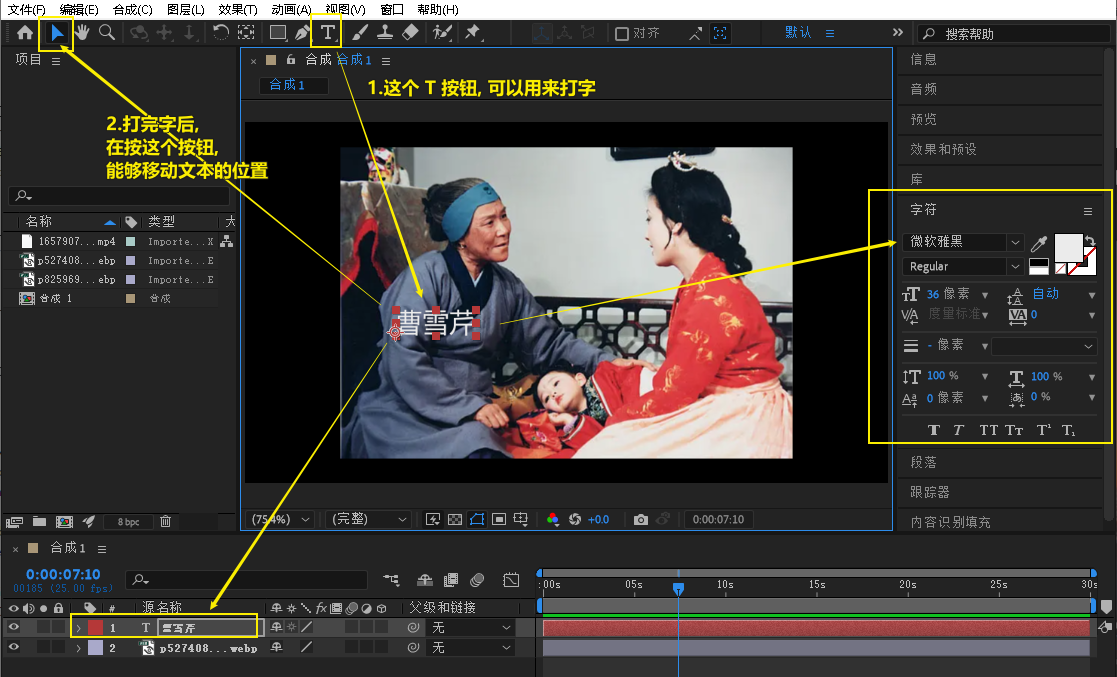 文件(F) 编辑(E) 合成(C) 图层(L) 效果(T) 动画(A) 视图(V) 窗口 帮助(H)
T 对齐 默认 搜索帮助
项目
合成 合成 1
合成 1
1.这个 T 按钮, 可以用来打字
2.打完字后,
在按这个按钮,
能够移动文本的位置
名称 类型 大
1657907...mp4 Importe...X
p527408...ebp Importe...E
p825969...ebp Importe...E
合成 1 合成
8 bpc
曹雪芹
(75.4%) (完整) +0.0 0:00:07:10
信息
音频
预览
效果和预设
库
字符
微软雅黑
Regular
36 像素 自动
度量标准 0
- 像素
100 % 100 %
0 像素 0 %
T T TT Tт T¹ T₁
段落
跟踪器
内容识别填充
合成 1
0:00:07:10
00185 (25.00 fps)
:00s 05s 10s 15s 20s 25s 30s
# 源名称 fx 父级和链接
1 T 曹雪芹 无
2 p527408...webp 无